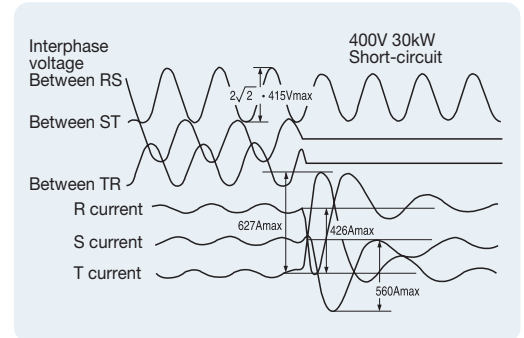 Interphase
voltage
Between RS
Between ST
Between TR
R current
S current
T current
400V 30kW
Short-circuit
2√2 · 415Vmax
627Amax
426Amax
560Amax